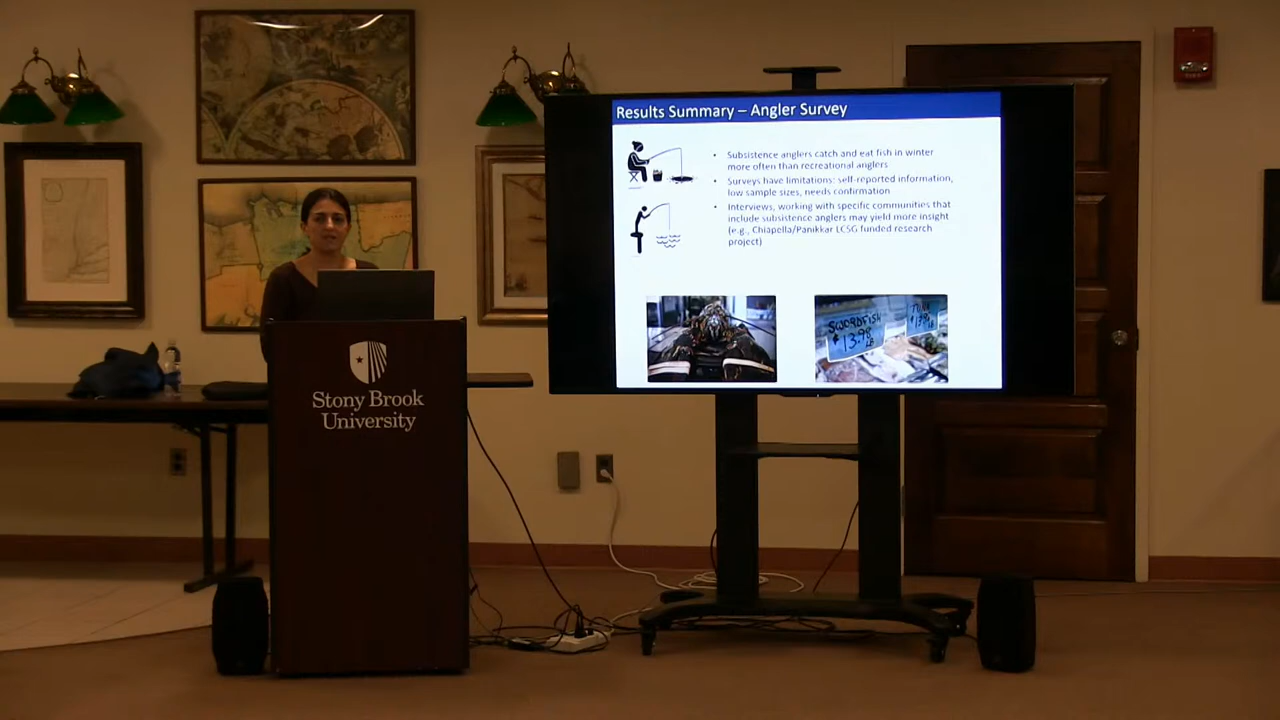 Results Summary – Angler Survey
• Subsistence anglers catch and eat fish in winter
more often than recreational anglers
• Surveys have limitations: self-reported information,
low sample sizes, needs confirmation
• Interviews, working with specific communities that
include subsistence anglers may yield more insight
(e.g., Chiapella/Panikkar LCSG funded research
project)
SWORDFISH
$13.98
LB
TUNA
Stony Brook
University